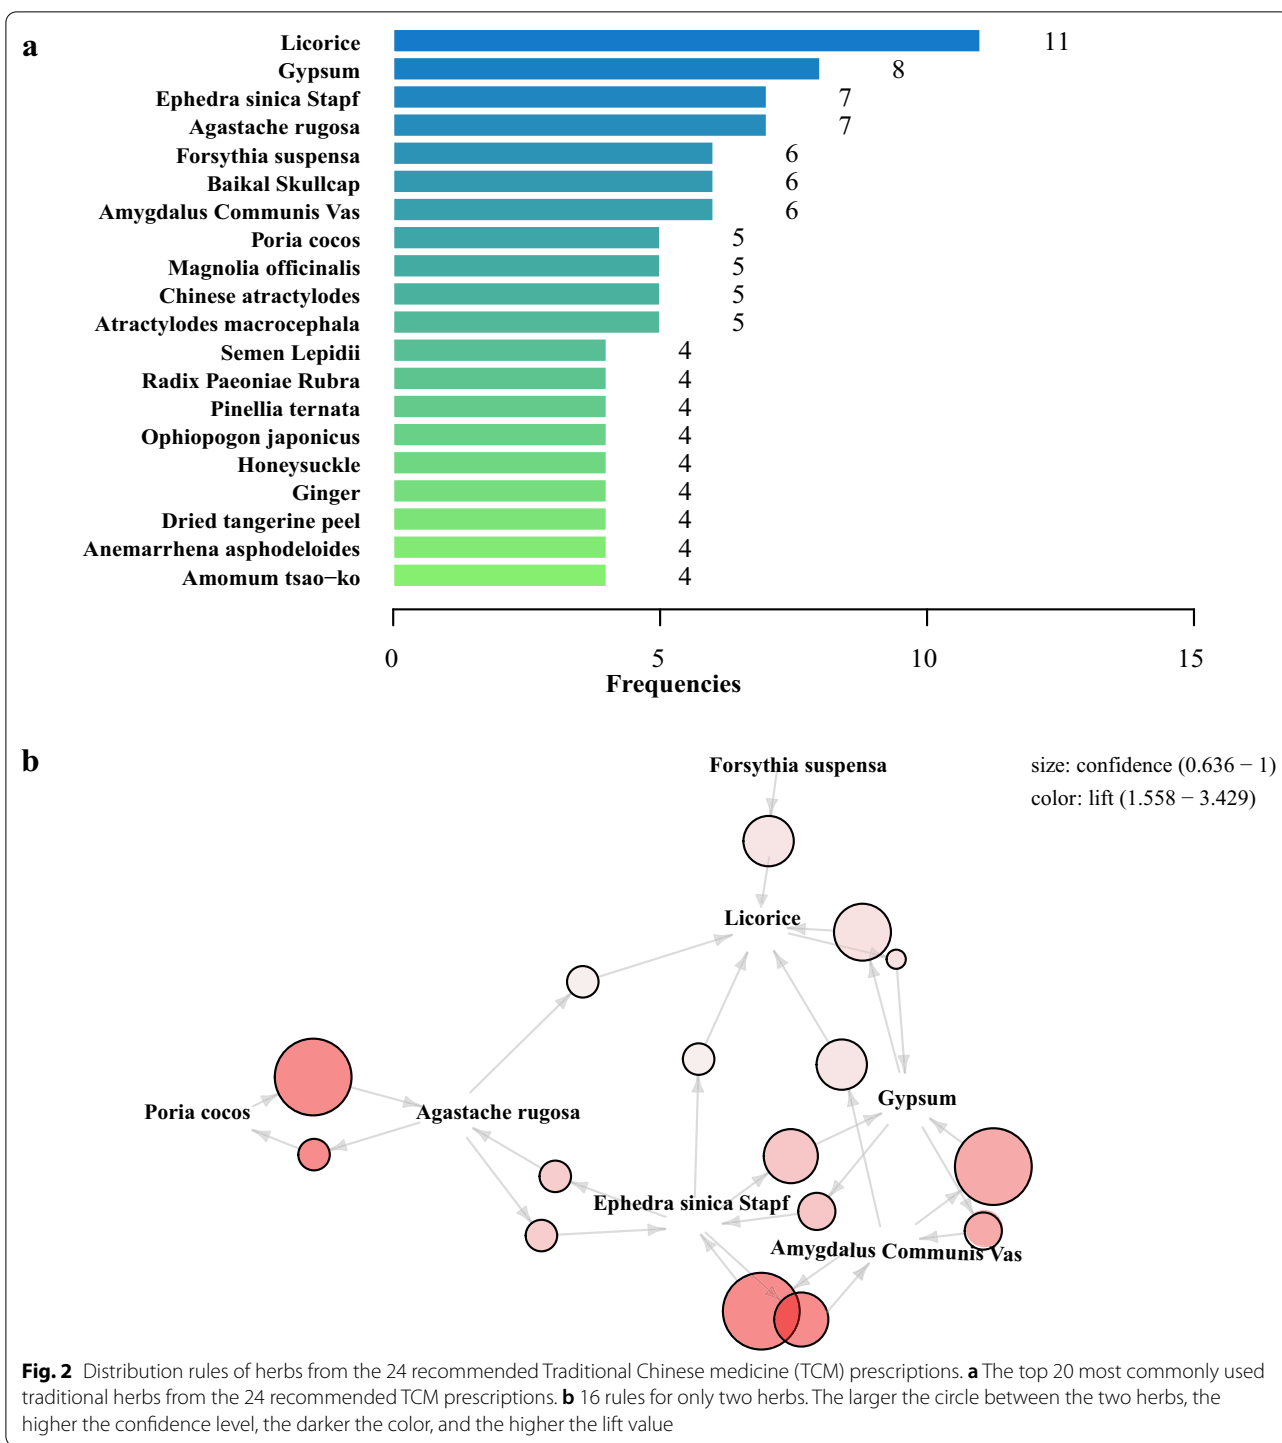 a
Licorice 11
Gypsum 8
Ephedra sinica Stapf 7
Agastache rugosa 7
Forsythia suspensa 6
Baikal Skullcap 6
Amygdalus Communis Vas 6
Poria cocos 5
Magnolia officinalis 5
Chinese atractylodes 5
Atractylodes macrocephala 5
Semen Lepidii 4
Radix Paeoniae Rubra 4
Pinellia ternata 4
Ophiopogon japonicus 4
Honeysuckle 4
Ginger 4
Dried tangerine peel 4
Anemarrhena asphodeloides 4
Amomum tsao−ko 4
0 5 10 15
Frequencies
b
Forsythia suspensa
size: confidence (0.636 − 1)
color: lift (1.558 − 3.429)
Licorice
Gypsum
Poria cocos
Agastache rugosa
Ephedra sinica Stapf
Amygdalus Communis Vas
Fig. 2 Distribution rules of herbs from the 24 recommended Traditional Chinese medicine (TCM) prescriptions. a The top 20 most commonly used
traditional herbs from the 24 recommended TCM prescriptions. b 16 rules for only two herbs. The larger the circle between the two herbs, the
higher the confidence level, the darker the color, and the higher the lift value